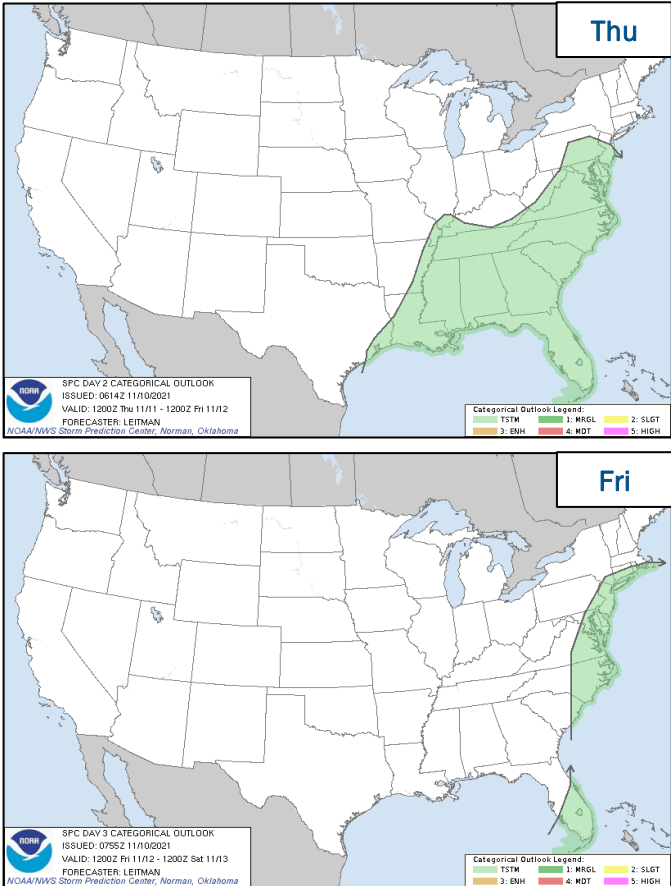 Thu
NOAA
SPC DAY 2 CATEGORICAL OUTLOOK
ISSUED: 0614Z 11/10/2021
VALID: 1200Z Thu 11/11 - 1200Z Fri 11/12
FORECASTER: LEITMAN
NOAA/NWS Storm Prediction Center, Norman, Oklahoma
Categorical Outlook Legend:
TSTM 1: MRGL 2: SLGT
3: ENH 4: MDT 5: HIGH
Fri
NOAA
SPC DAY 3 CATEGORICAL OUTLOOK
ISSUED: 0755Z 11/10/2021
VALID: 1200Z Fri 11/12 - 1200Z Sat 11/13
FORECASTER: LEITMAN
NOAA/NWS Storm Prediction Center, Norman, Oklahoma
Categorical Outlook Legend:
TSTM 1: MRGL 2: SLGT
3: ENH 4: MDT 5: HIGH